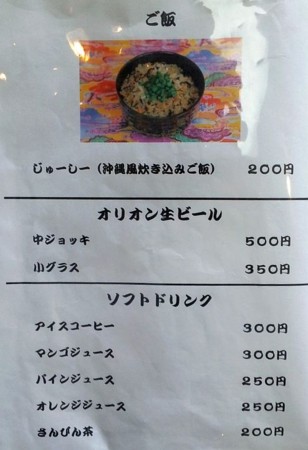 ご飯
じゅーしー（沖縄風炊き込みご飯） ２００円
オリオン生ビール
中ジョッキ ５００円
小グラス ３５０円
ソフトドリンク
アイスコーヒー ３００円
マンゴジュース ３００円
パインジュース ２５０円
オレンジジュース ２５０円
さんぴん茶 ２００円